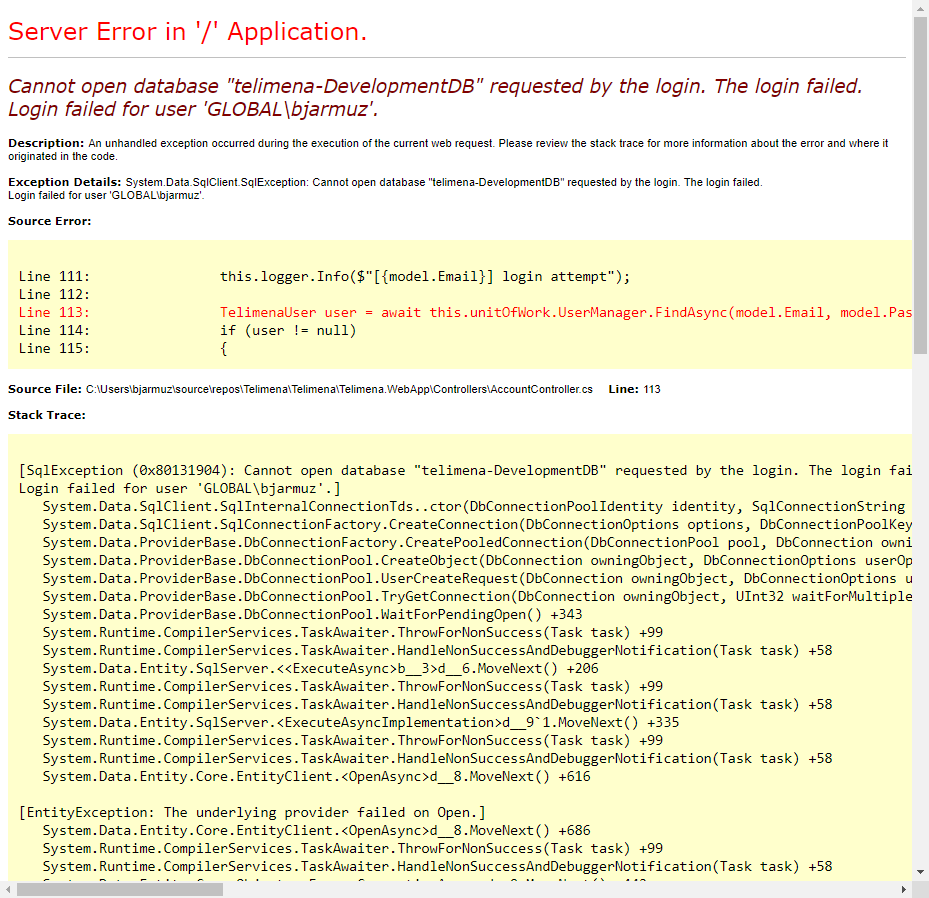 Server Error in '/' Application.
Cannot open database "telimena-DevelopmentDB" requested by the login. The login failed.
Login failed for user 'GLOBAL\bjarmuz'.
Description: An unhandled exception occurred during the execution of the current web request. Please review the stack trace for more information about the error and where it
originated in the code.
Exception Details: System.Data.SqlClient.SqlException: Cannot open database "telimena-DevelopmentDB" requested by the login. The login failed.
Login failed for user 'GLOBAL\bjarmuz'.
Source Error:
Line 111:                this.logger.Info($"[{model.Email}] login attempt");
Line 112:
Line 113:                TelimenaUser user = await this.unitOfWork.UserManager.FindAsync(model.Email, model.Pas
Line 114:                if (user != null)
Line 115:                {
Source File: C:\Users\bjarmuz\source\repos\Telimena\Telimena\Telimena.WebApp\Controllers\AccountController.cs    Line: 113
Stack Trace:
[SqlException (0x80131904): Cannot open database "telimena-DevelopmentDB" requested by the login. The login fai
Login failed for user 'GLOBAL\bjarmuz'.]
   System.Data.SqlClient.SqlInternalConnectionTds..ctor(DbConnectionPoolIdentity identity, SqlConnectionString
   System.Data.SqlClient.SqlConnectionFactory.CreateConnection(DbConnectionOptions options, DbConnectionPoolKey
   System.Data.ProviderBase.DbConnectionFactory.CreatePooledConnection(DbConnectionPool pool, DbConnection owni
   System.Data.ProviderBase.DbConnectionPool.CreateObject(DbConnection owningObject, DbConnectionOptions userOp
   System.Data.ProviderBase.DbConnectionPool.UserCreateRequest(DbConnection owningObject, DbConnectionOptions u
   System.Data.ProviderBase.DbConnectionPool.TryGetConnection(DbConnection owningObject, UInt32 waitForMultiple
   System.Data.ProviderBase.DbConnectionPool.WaitForPendingOpen() +343
   System.Runtime.CompilerServices.TaskAwaiter.ThrowForNonSuccess(Task task) +99
   System.Runtime.CompilerServices.TaskAwaiter.HandleNonSuccessAndDebuggerNotification(Task task) +58
   System.Data.Entity.SqlServer.<<ExecuteAsync>b__3>d__6.MoveNext() +206
   System.Runtime.CompilerServices.TaskAwaiter.ThrowForNonSuccess(Task task) +99
   System.Runtime.CompilerServices.TaskAwaiter.HandleNonSuccessAndDebuggerNotification(Task task) +58
   System.Data.Entity.SqlServer.<ExecuteAsyncImplementation>d__9`1.MoveNext() +335
   System.Runtime.CompilerServices.TaskAwaiter.ThrowForNonSuccess(Task task) +99
   System.Runtime.CompilerServices.TaskAwaiter.HandleNonSuccessAndDebuggerNotification(Task task) +58
   System.Data.Entity.Core.EntityClient.<OpenAsync>d__8.MoveNext() +616
[EntityException: The underlying provider failed on Open.]
   System.Data.Entity.Core.EntityClient.<OpenAsync>d__8.MoveNext() +686
   System.Runtime.CompilerServices.TaskAwaiter.ThrowForNonSuccess(Task task) +99
   System.Runtime.CompilerServices.TaskAwaiter.HandleNonSuccessAndDebuggerNotification(Task task) +58